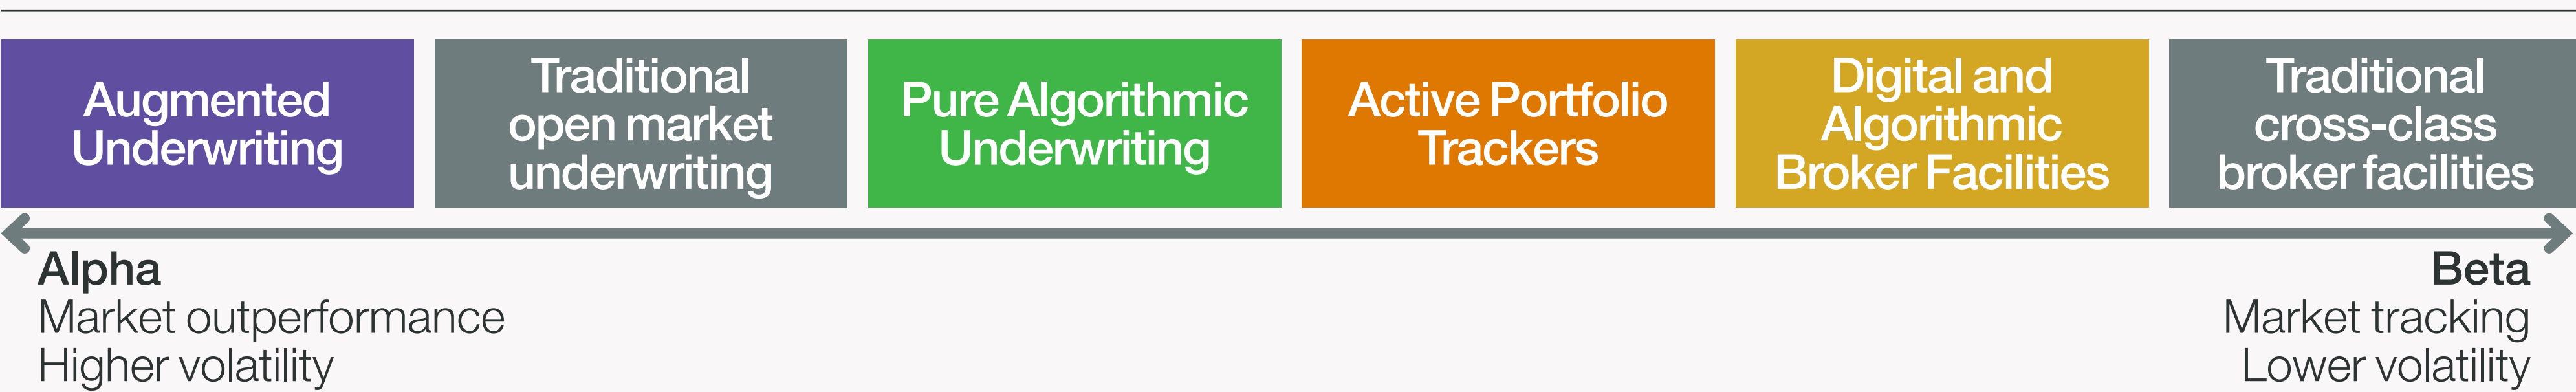 Augmented
Underwriting
Traditional
open market
underwriting
Pure Algorithmic
Underwriting
Active Portfolio
Trackers
Digital and
Algorithmic
Broker Facilities
Traditional
cross-class
broker facilities
Alpha
Market outperformance
Higher volatility
Beta
Market tracking
Lower volatility